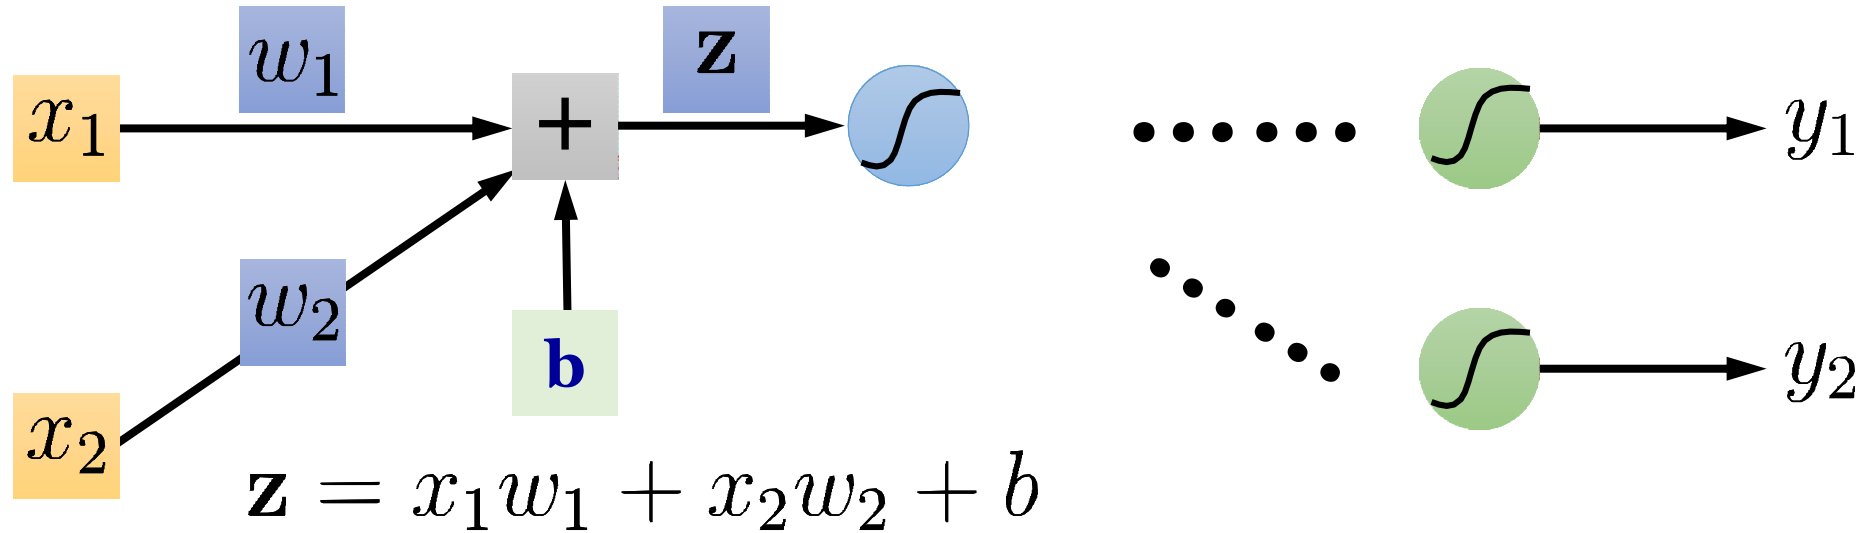 w₁
z
x₁
+
y₁
w₂
b
x₂
y₂
z = x₁w₁ + x₂w₂ + b